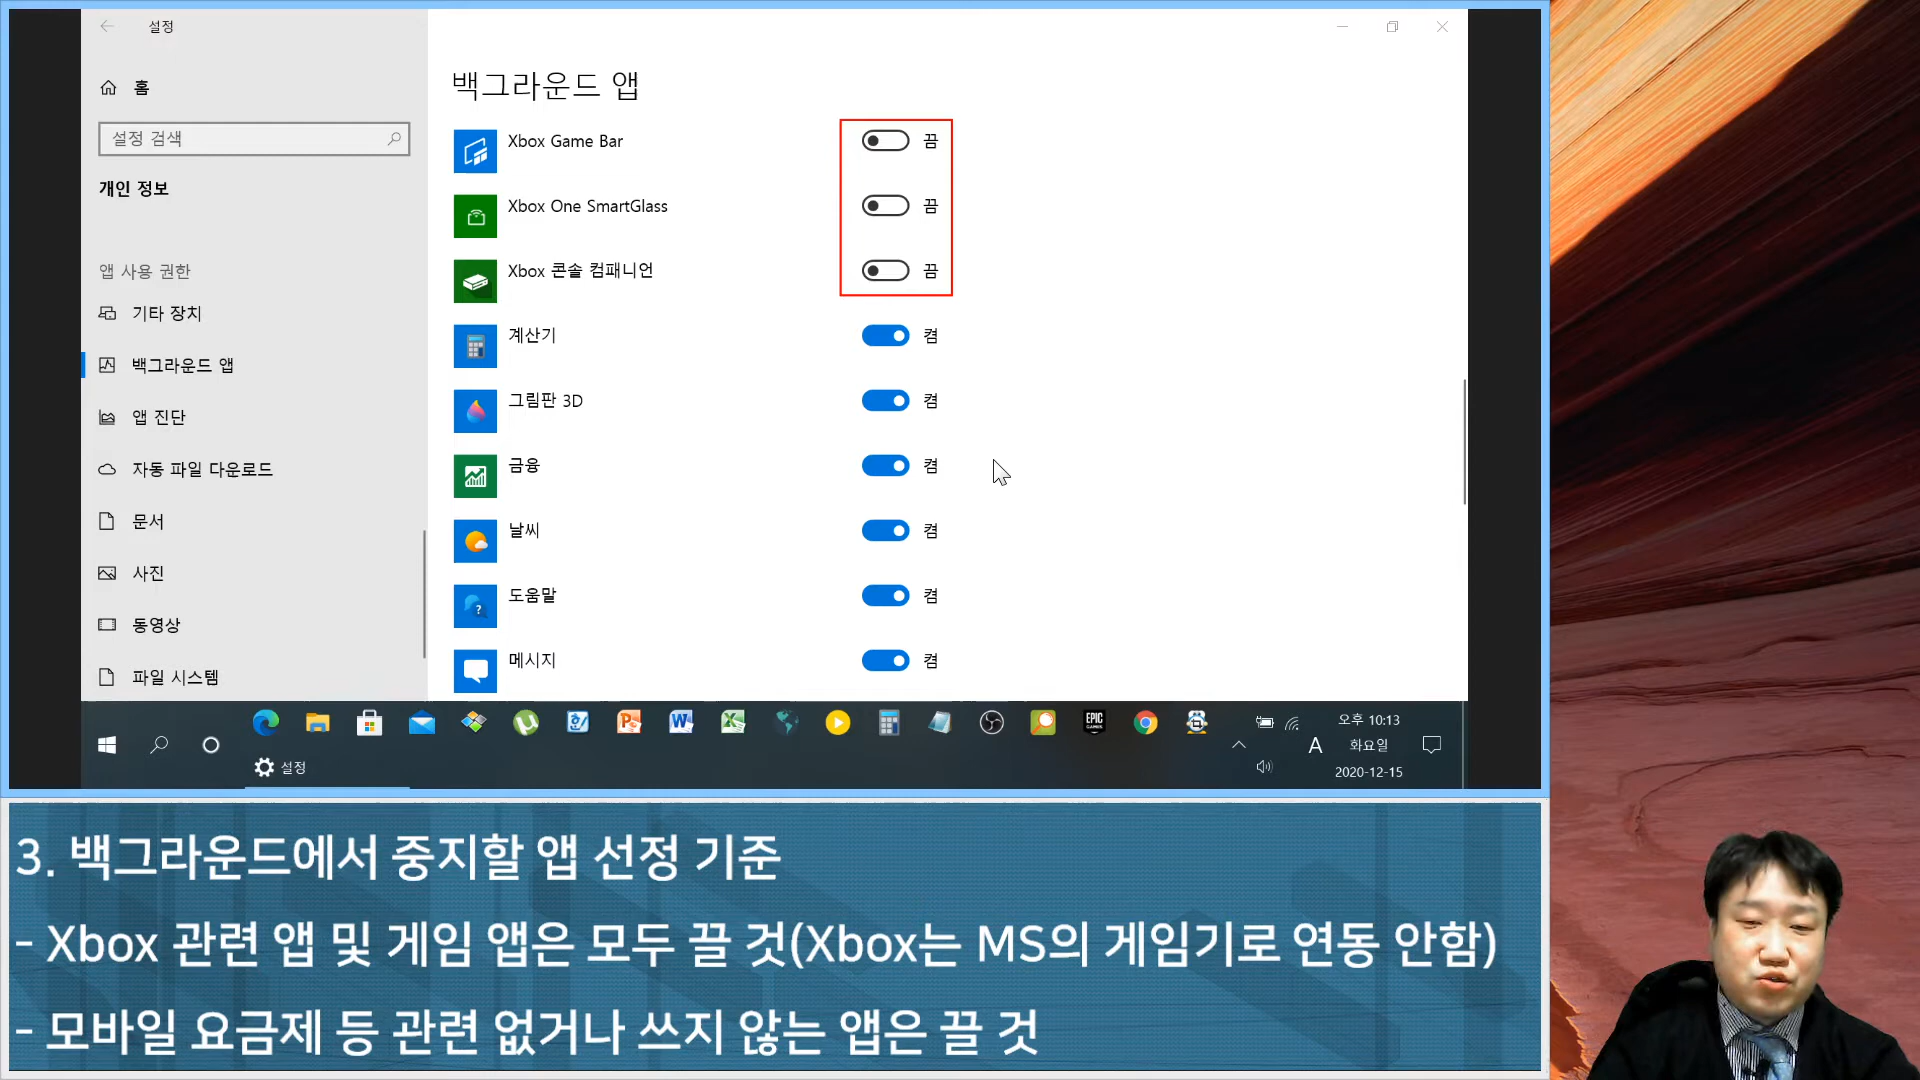 설정
홈
설정 검색
개인 정보
앱 사용 권한
기타 장치
백그라운드 앱
앱 진단
자동 파일 다운로드
문서
사진
동영상
파일 시스템
백그라운드 앱
Xbox Game Bar 끔
Xbox One SmartGlass 끔
Xbox 콘솔 컴패니언 끔
계산기 켬
그림판 3D 켬
금융 켬
날씨 켬
도움말 켬
메시지 켬
설정
EPIC GAMES
A
오후 10:13
화요일
2020-12-15
3. 백그라운드에서 중지할 앱 선정 기준
- Xbox 관련 앱 및 게임 앱은 모두 끌 것(Xbox는 MS의 게임기로 연동 안함)
- 모바일 요금제 등 관련 없거나 쓰지 않는 앱은 끌 것